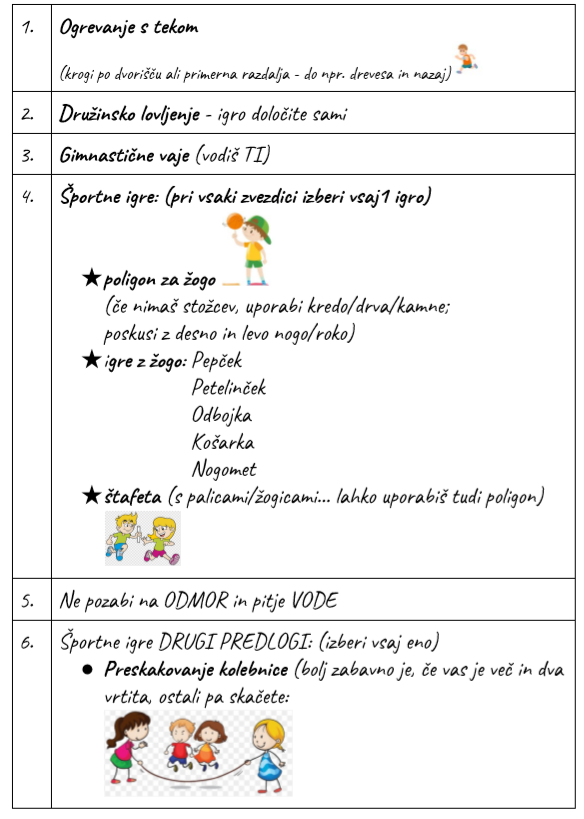 1. Ogrevanje s tekom
(krogi po dvorišču ali primerna razdalja - do npr. drevesa in nazaj)
2. Družinsko lovljenje - igro določite sami
3. Gimnastične vaje (vodiš TI)
4. Športne igre: (pri vsaki zvezdici izberi vsaj1 igro)
★ poligon za žogo
(če nimaš stožcev, uporabi kredo/drva/kamne;
poskusi z desno in levo nogo/roko)
★ igre z žogo: Pepček
Petelinček
Odbojka
Košarka
Nogomet
★ štafeta (s palicami/žogicami... lahko uporabiš tudi poligon)
5. Ne pozabi na ODMOR in pitje VODE
6. Športne igre DRUGI PREDLOGI: (izberi vsaj eno)
● Preskakovanje kolebnice (bolj zabavno je, če vas je več in dva
vrtita, ostali pa skačete: